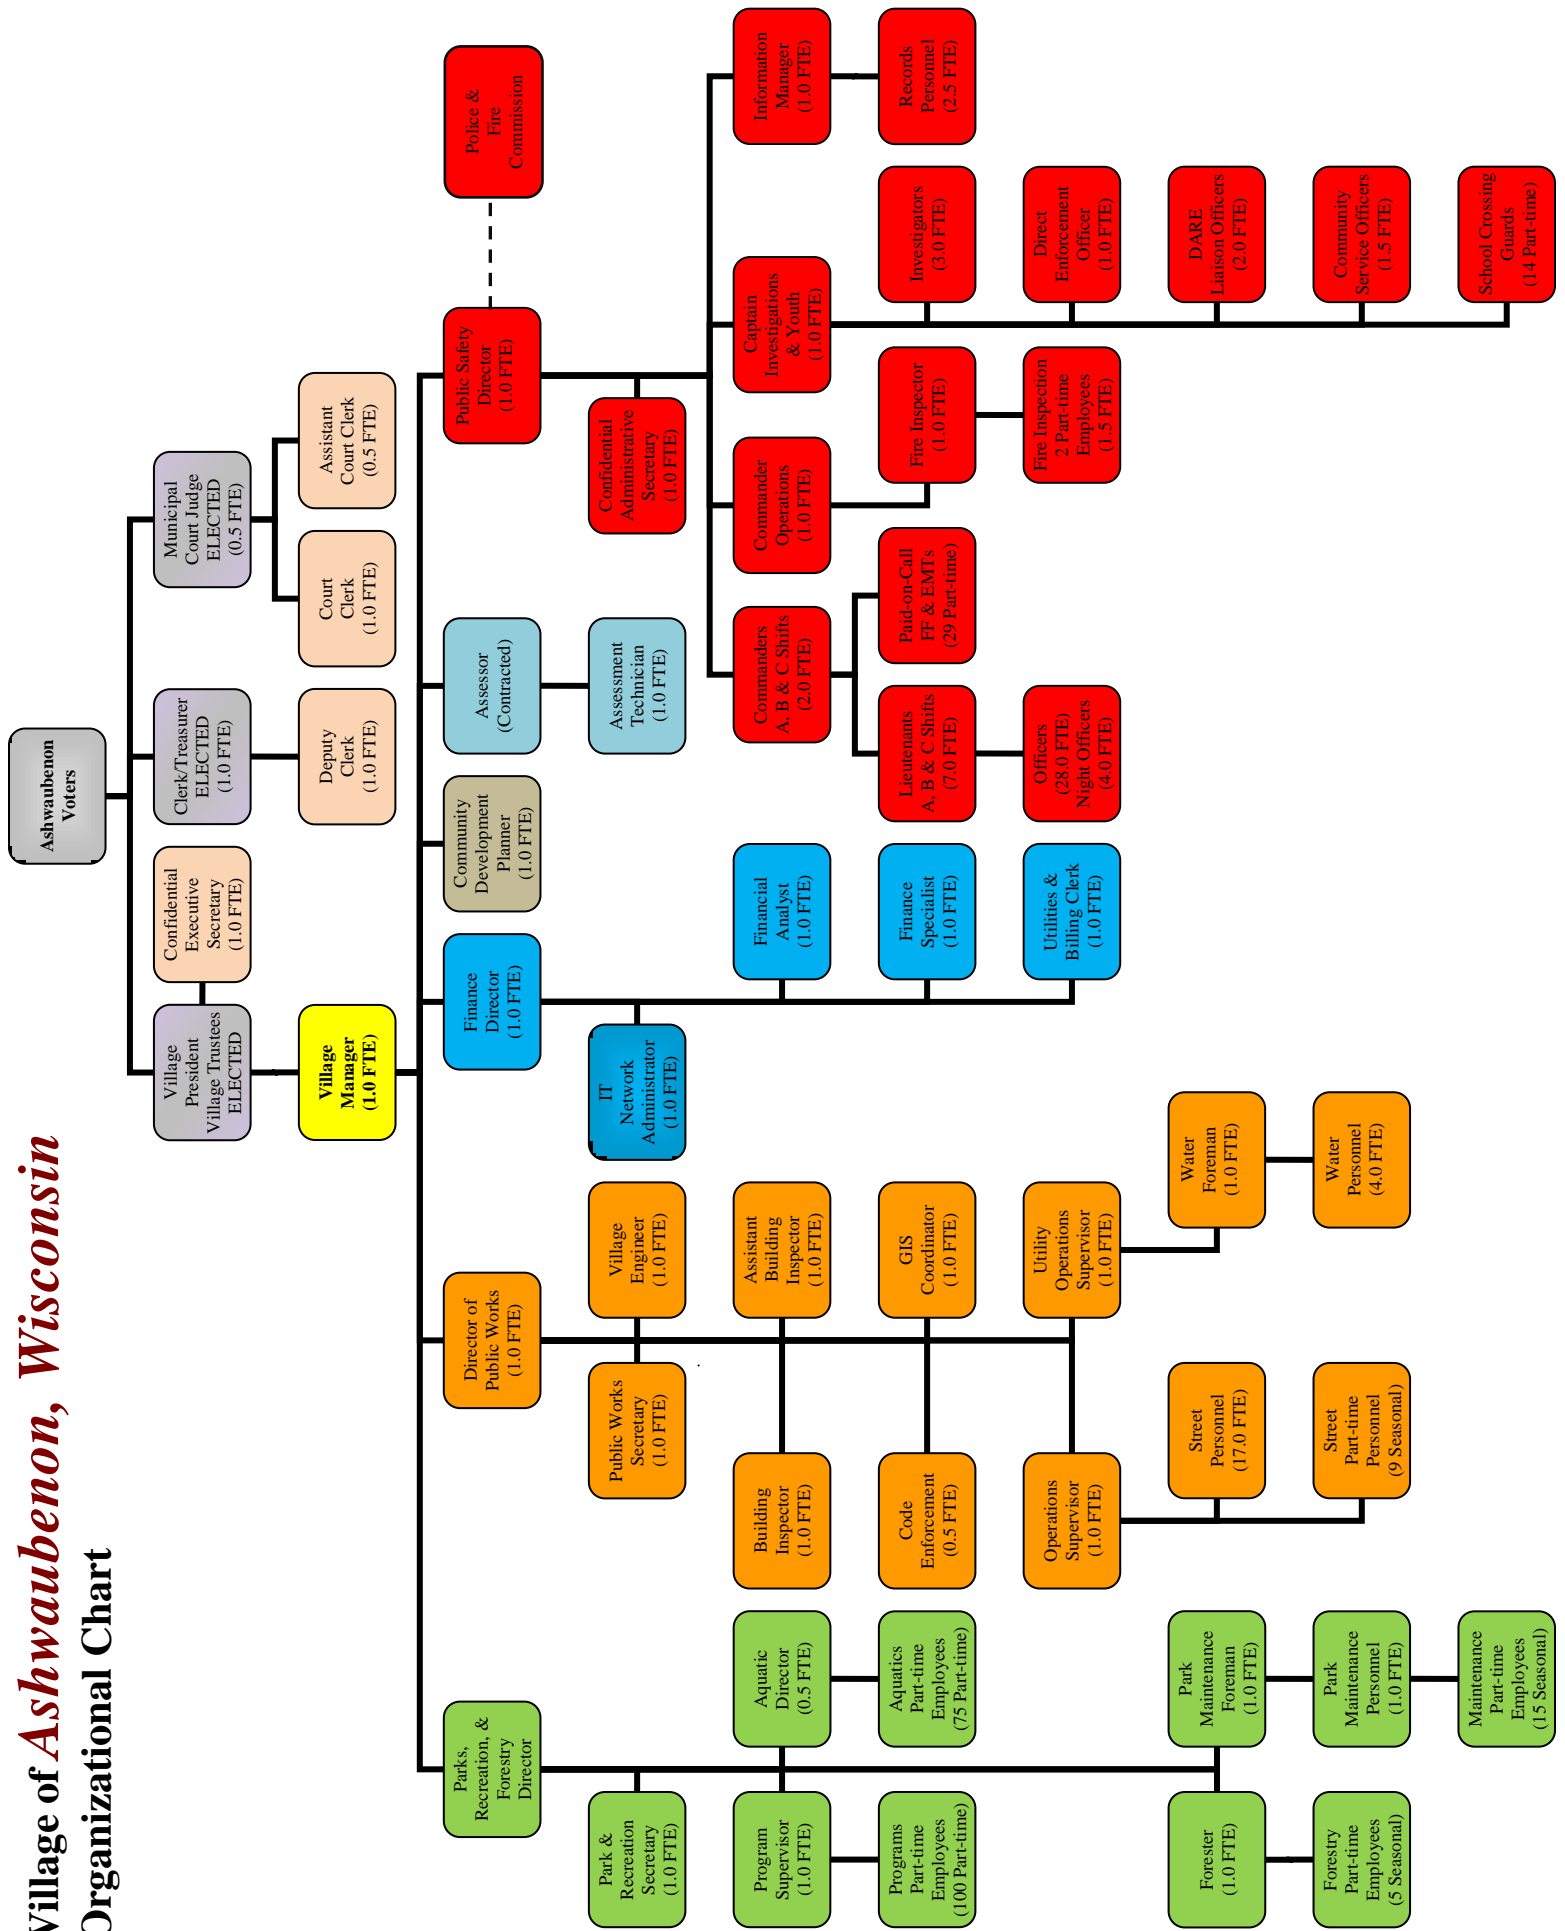 Village of Ashwaubenon, Wisconsin
Organizational Chart
Ashwaubenon
Voters
Village
President
Village Trustees
ELECTED
Confidential
Executive
Secretary
(1.0 FTE)
Clerk/Treasurer
ELECTED
(1.0 FTE)
Municipal
Court Judge
ELECTED
(0.5 FTE)
Village
Manager
(1.0 FTE)
Deputy
Clerk
(1.0 FTE)
Court
Clerk
(1.0 FTE)
Assistant
Court Clerk
(0.5 FTE)
Parks,
Recreation, &
Forestry
Director
Director of
Public Works
(1.0 FTE)
Finance
Director
(1.0 FTE)
Community
Development
Planner
(1.0 FTE)
Assessor
(Contracted)
Public Safety
Director
(1.0 FTE)
Police &
Fire
Commission
Park &
Recreation
Secretary
(1.0 FTE)
Public Works
Secretary
(1.0 FTE)
Village
Engineer
(1.0 FTE)
IT
Network
Administrator
(1.0 FTE)
Assessment
Technician
(1.0 FTE)
Confidential
Administrative
Secretary
(1.0 FTE)
Program
Supervisor
(1.0 FTE)
Aquatic
Director
(0.5 FTE)
Building
Inspector
(1.0 FTE)
Assistant
Building
Inspector
(1.0 FTE)
Financial
Analyst
(1.0 FTE)
Commanders
A, B & C Shifts
(2.0 FTE)
Commander
Operations
(1.0 FTE)
Captain
Investigations
& Youth
(1.0 FTE)
Information
Manager
(1.0 FTE)
Programs
Part-time
Employees
(100 Part-time)
Aquatics
Part-time
Employees
(75 Part-time)
Code
Enforcement
(0.5 FTE)
GIS
Coordinator
(1.0 FTE)
Finance
Specialist
(1.0 FTE)
Lieutenants
A, B & C Shifts
(7.0 FTE)
Paid-on-Call
FF & EMTs
(29 Part-time)
Fire Inspector
(1.0 FTE)
Investigators
(3.0 FTE)
Records
Personnel
(2.5 FTE)
Operations
Supervisor
(1.0 FTE)
Utility
Operations
Supervisor
(1.0 FTE)
Utilities &
Billing Clerk
(1.0 FTE)
Officers
(28.0 FTE)
Night Officers
(4.0 FTE)
Fire Inspection
2 Part-time
Employees
(1.5 FTE)
Direct
Enforcement
Officer
(1.0 FTE)
Forester
(1.0 FTE)
Park
Maintenance
Foreman
(1.0 FTE)
Street
Personnel
(17.0 FTE)
Water
Foreman
(1.0 FTE)
DARE
Liaison Officers
(2.0 FTE)
Forestry
Part-time
Employees
(5 Seasonal)
Park
Maintenance
Personnel
(1.0 FTE)
Street
Part-time
Personnel
(9 Seasonal)
Water
Personnel
(4.0 FTE)
Community
Service Officers
(1.5 FTE)
Maintenance
Part-time
Employees
(15 Seasonal)
School Crossing
Guards
(14 Part-time)